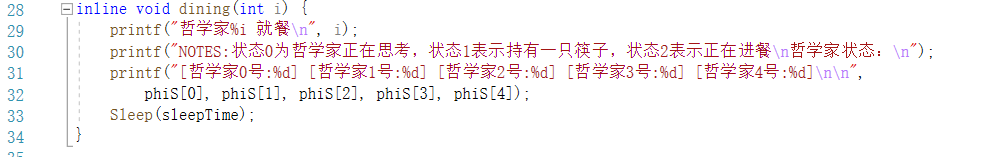 28 inline void dining(int i) {
29 printf("哲学家%i 就餐\n", i);
30 printf("NOTES:状态0为哲学家正在思考，状态1表示持有一只筷子，状态2表示正在进餐\n哲学家状态：\n");
31 printf("[哲学家0号:%d] [哲学家1号:%d] [哲学家2号:%d] [哲学家3号:%d] [哲学家4号:%d]\n\n",
32 phiS[0], phiS[1], phiS[2], phiS[3], phiS[4]);
33 Sleep(sleepTime);
34 }